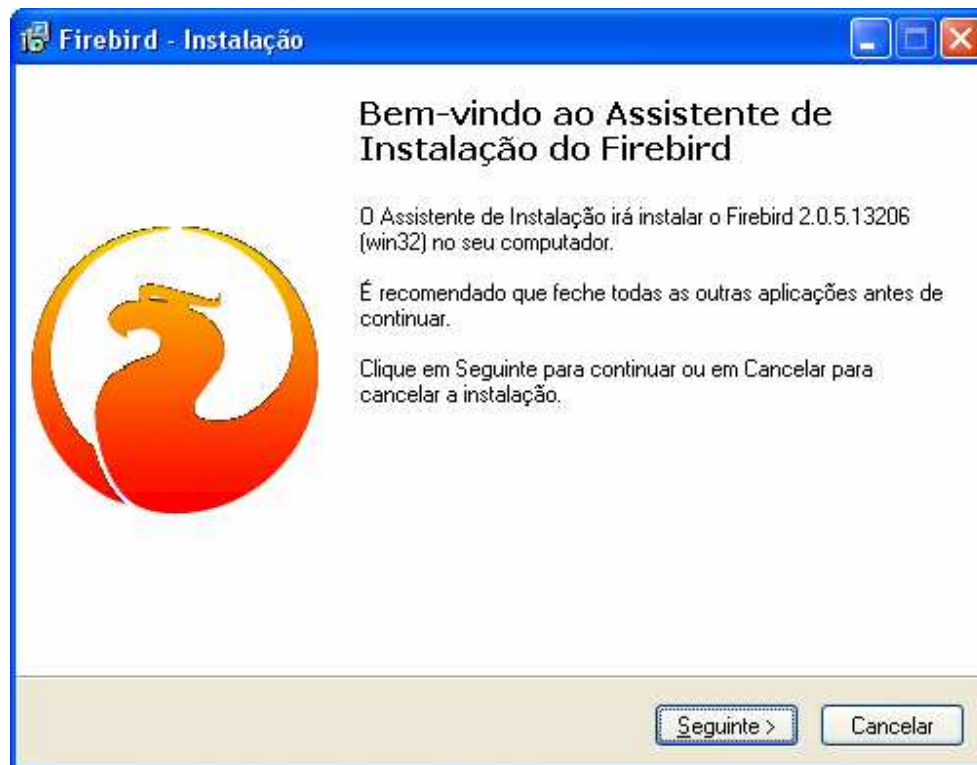 Firebird - Instalação
Bem-vindo ao Assistente de
Instalação do Firebird
O Assistente de Instalação irá instalar o Firebird 2.0.5.13206
(win32) no seu computador.
É recomendado que feche todas as outras aplicações antes de
continuar.
Clique em Seguinte para continuar ou em Cancelar para
cancelar a instalação.
Seguinte >
Cancelar